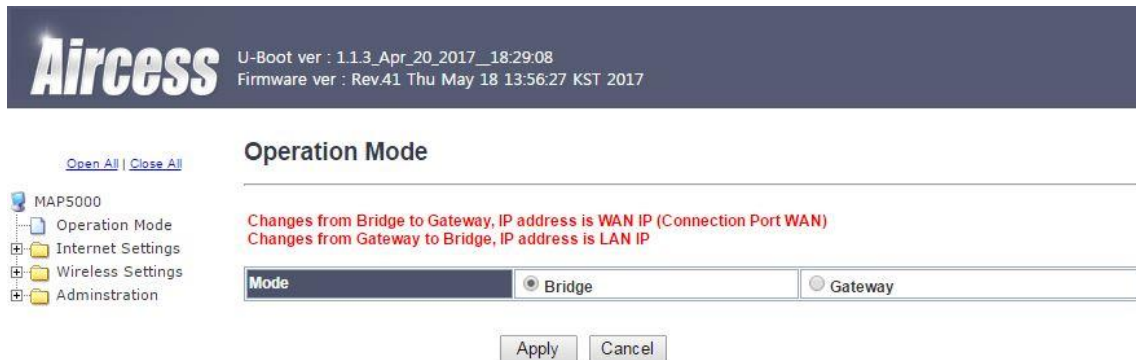 Aircess
U-Boot ver : 1.1.3_Apr_20_2017__18:29:08
Firmware ver : Rev.41 Thu May 18 13:56:27 KST 2017
Open All | Close All
MAP5000
Operation Mode
Internet Settings
Wireless Settings
Adminstration
Operation Mode
Changes from Bridge to Gateway, IP address is WAN IP (Connection Port WAN)
Changes from Gateway to Bridge, IP address is LAN IP
Mode Bridge Gateway
Apply Cancel